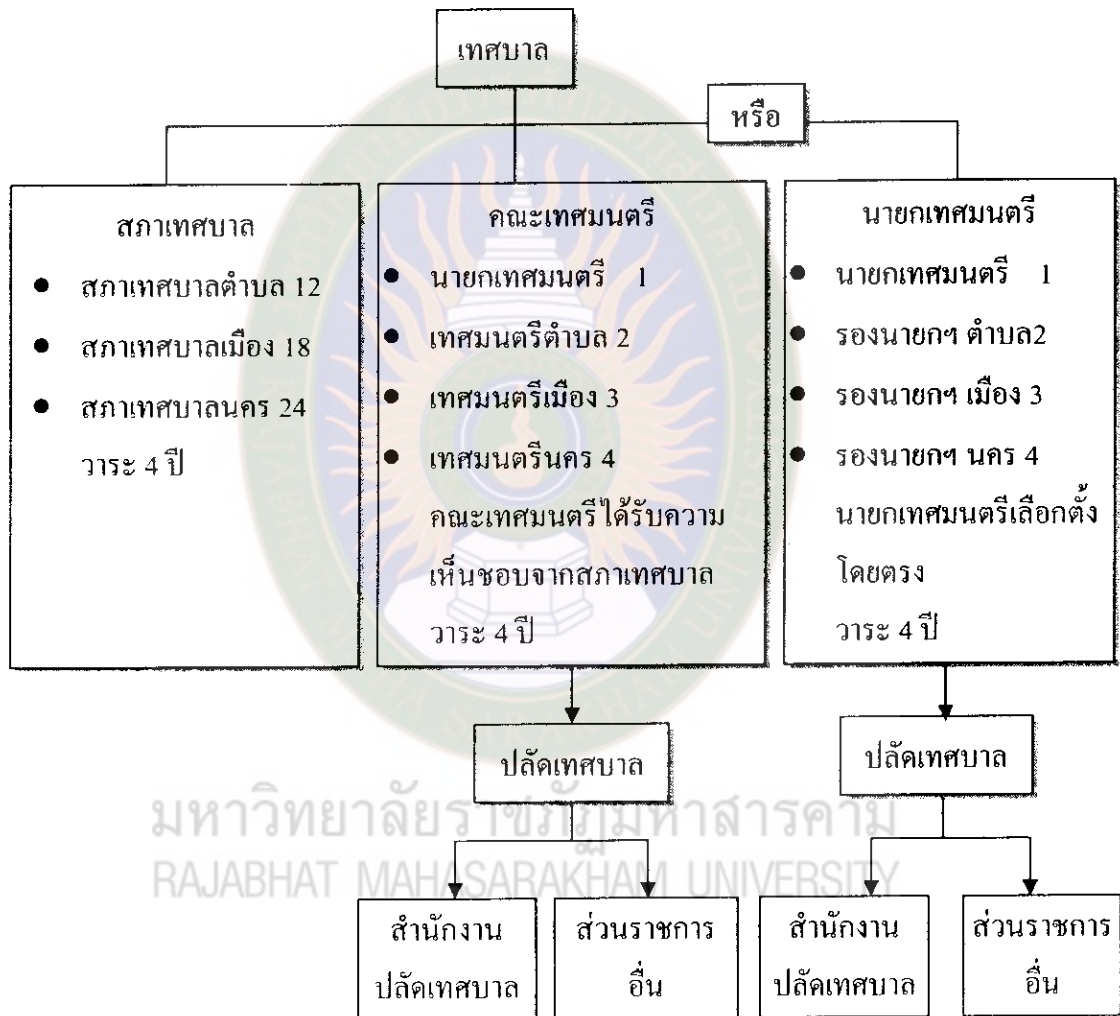 เทศบาล
หรือ
สภาเทศบาล
● สภาเทศบาลตำบล 12
● สภาเทศบาลเมือง 18
● สภาเทศบาลนคร 24
วาระ 4 ปี
คณะเทศมนตรี
● นายกเทศมนตรี 1
● เทศมนตรีตำบล 2
● เทศมนตรีเมือง 3
● เทศมนตรีนคร 4
คณะเทศมนตรีได้รับความ
เห็นชอบจากสภาเทศบาล
วาระ 4 ปี
นายกเทศมนตรี
● นายกเทศมนตรี 1
● รองนายกฯ ตำบล2
● รองนายกฯ เมือง 3
● รองนายกฯ นคร 4
นายกเทศมนตรีเลือกตั้ง
โดยตรง
วาระ 4 ปี
ปลัดเทศบาล
ปลัดเทศบาล
มหาวิทยาลัยราชภัฏมหาสารคาม
RAJABHAT MAHASARAKHAM UNIVERSITY
สำนักงาน
ปลัดเทศบาล
ส่วนราชการ
อื่น
สำนักงาน
ปลัดเทศบาล
ส่วนราชการ
อื่น